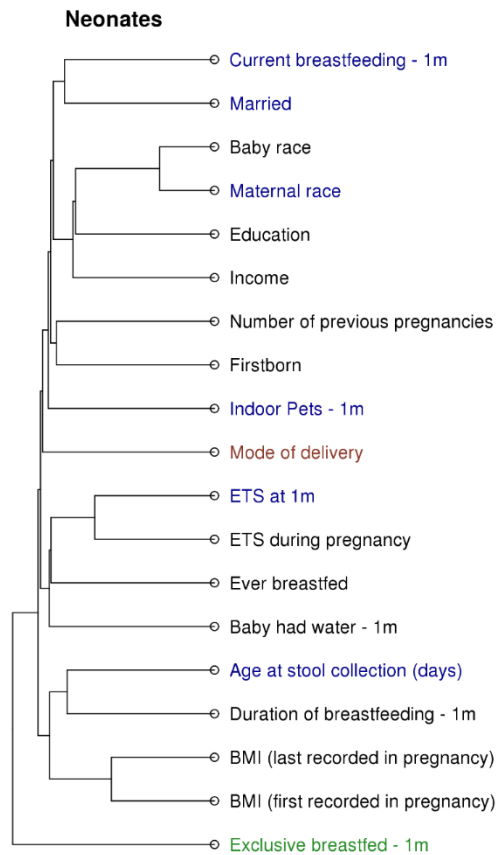 Neonates
Current breastfeeding - 1m
Married
Baby race
Maternal race
Education
Income
Number of previous pregnancies
Firstborn
Indoor Pets - 1m
Mode of delivery
ETS at 1m
ETS during pregnancy
Ever breastfed
Baby had water - 1m
Age at stool collection (days)
Duration of breastfeeding - 1m
BMI (last recorded in pregnancy)
BMI (first recorded in pregnancy)
Exclusive breastfed - 1m